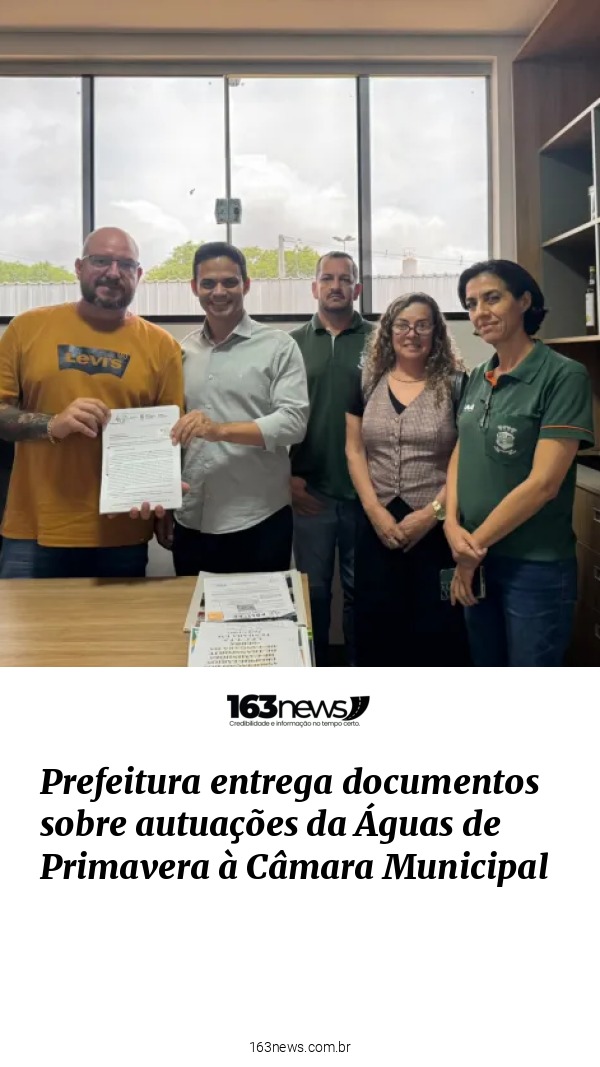 Levi's
163news
Credibilidade e informação no tempo certo.
Prefeitura entrega documentos
sobre autuações da Águas de
Primavera à Câmara Municipal
163news.com.br